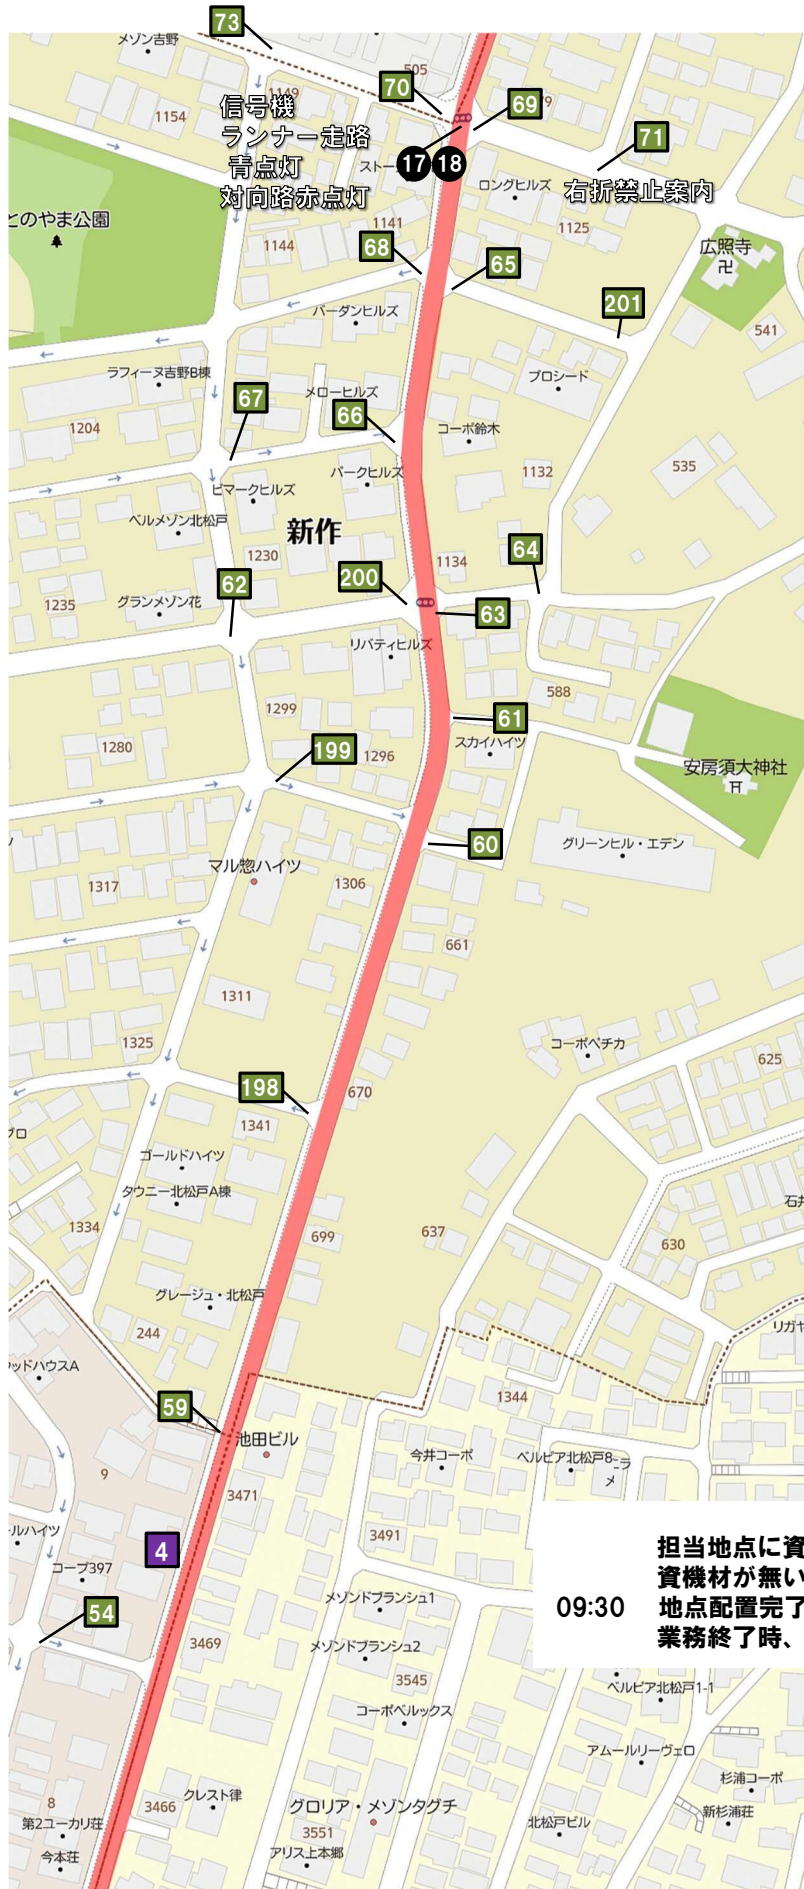 73
メゾン吉野
505
1149
70
69
信号機
1154
ランナー走路
17 18
71
青点灯
ストー
対向路赤点灯
ロングヒルズ
右折禁止案内
とのやま公園
1141
1125
1144
68
65
広照寺
201
バーダンヒルズ
541
ラフィーヌ吉野B棟
プロシード
67
メローヒルズ
66
1204
コーポ鈴木
535
パークヒルズ
1132
ビマークヒルズ
ベルメゾン北松戸
新作
1230
1134
64
62
200
1235
グランメゾン花
63
リバティヒルズ
588
1299
61
1280
199
1296
スカイハイツ
安房須大神社
60
グリーンヒル・エデン
マル惣ハイツ
1317
1306
661
1311
1325
コーポペチカ
625
198
670
1341
プロ
ゴールドハイツ
タウニー北松戸A棟
石井
1334
699
637
630
グレージュ・北松戸
244
リガヤ
ッドハウスA
59
1344
池田ビル
今井コーポ
ベルピア北松戸8
9
3471
ールハイツ
4
3491
コープ397
09:30
担当地点に資
資機材が無い
地点配置完了
業務終了時、
54
メゾンドブランシュ1
3469
メゾンドブランシュ2
3545
ベルピア北松戸1-1
コーポベルックス
アムールリーヴェロ
杉浦コーポ
クレスト律
8
3466
グロリア・メゾンタグチ
新杉浦荘
第2ユーカリ荘
3551
北松戸ビル
今本荘
アリス上本郷